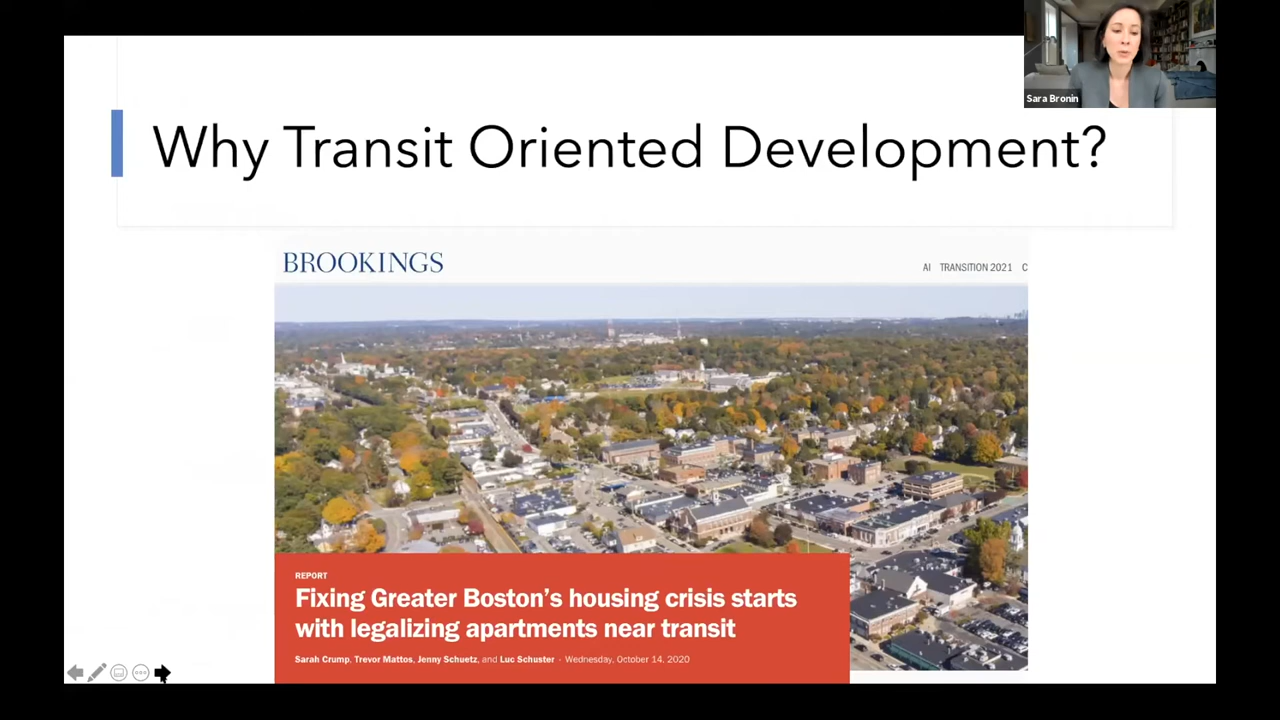 Sara Bronin
Why Transit Oriented Development?
BROOKINGS
AI TRANSITION 2021 C
REPORT
Fixing Greater Boston’s housing crisis starts
with legalizing apartments near transit
Sarah Crump, Trevor Mattos, Jenny Schuetz, and Luc Schuster · Wednesday, October 14, 2020